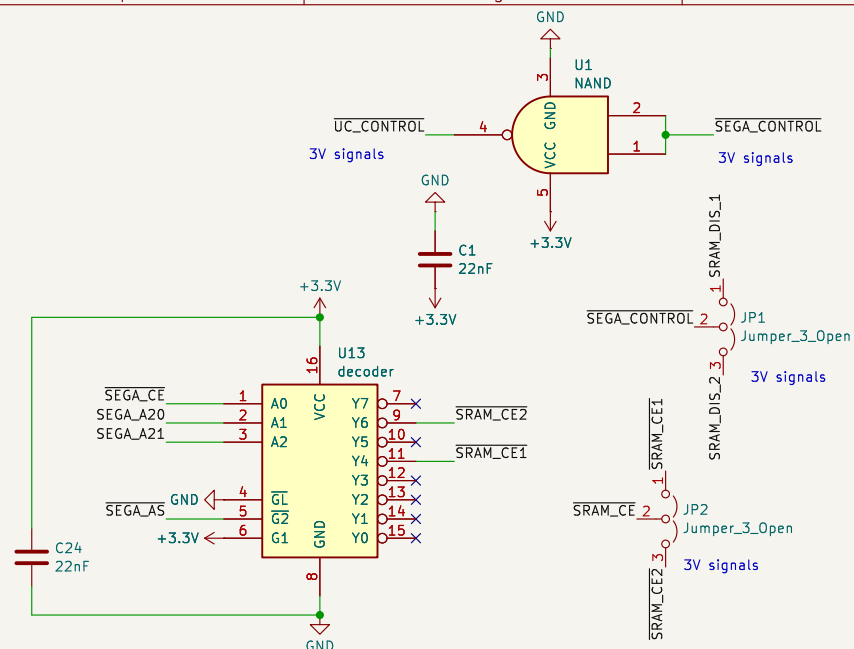 GND
U1
NAND
3
GND
VCC
2
1
4
5
UC_CONTROL
3V signals
SEGA_CONTROL
3V signals
+3.3V
GND
C1
22nF
+3.3V
SRAM_DIS_1
1
SEGA_CONTROL
2
JP1
Jumper_3_Open
3
3V signals
SRAM_DIS_2
+3.3V
16
U13
decoder
VCC
SEGA_CE
1
A0
SEGA_A20
2
A1
SEGA_A21
3
A2
GND
4
GL
SEGA_AS
5
G2
+3.3V
6
G1
GND
8
Y7
7
Y6
9
SRAM_CE2
Y5
10
Y4
11
SRAM_CE1
Y3
12
Y2
13
Y1
14
Y0
15
C24
22nF
GND
SRAM_CE1
1
SRAM_CE
2
JP2
Jumper_3_Open
3
3V signals
SRAM_CE2